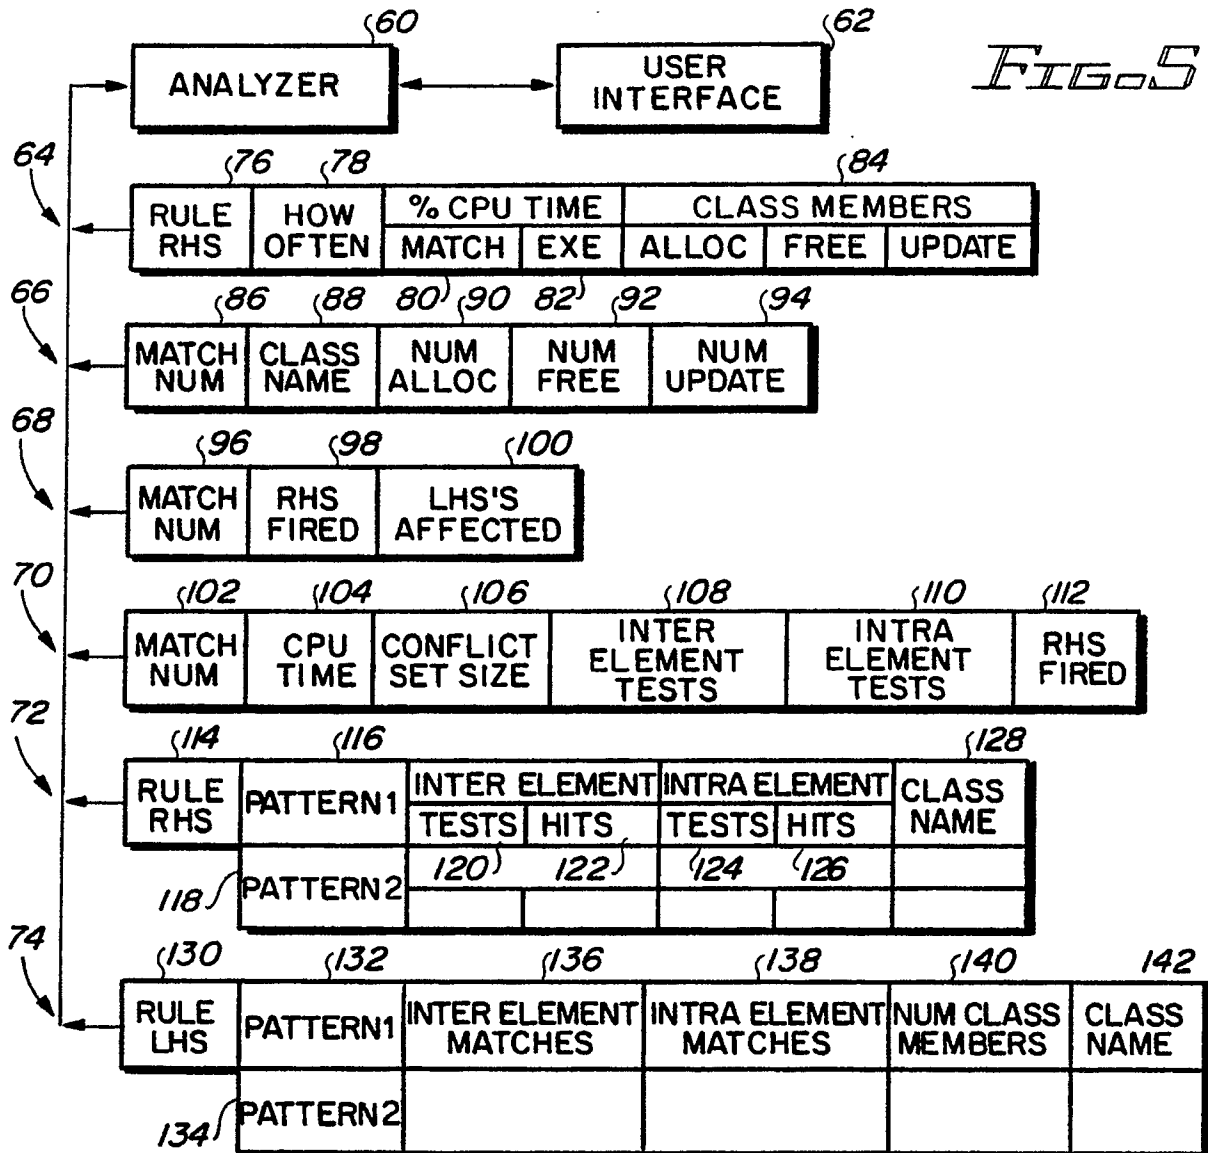 60
62
FIG. 5
ANALYZER
USER
INTERFACE
64
76
78
84
RULE
RHS
HOW
OFTEN
% CPU TIME
CLASS MEMBERS
MATCH
EXE
ALLOC
FREE
UPDATE
66
86
88
80
90
82
92
94
MATCH
NUM
CLASS
NAME
NUM
ALLOC
NUM
FREE
NUM
UPDATE
68
96
98
100
MATCH
NUM
RHS
FIRED
LHS'S
AFFECTED
70
102
104
106
108
110
112
MATCH
NUM
CPU
TIME
CONFLICT
SET SIZE
INTER
ELEMENT
TESTS
INTRA
ELEMENT
TESTS
RHS
FIRED
72
114
116
128
RULE
RHS
PATTERN1
INTER ELEMENT
INTRA ELEMENT
CLASS
NAME
TESTS
HITS
TESTS
HITS
120
122
124
126
118
PATTERN2
74
130
132
136
138
140
142
RULE
LHS
PATTERN1
INTER ELEMENT
MATCHES
INTRA ELEMENT
MATCHES
NUM CLASS
MEMBERS
CLASS
NAME
134
PATTERN2